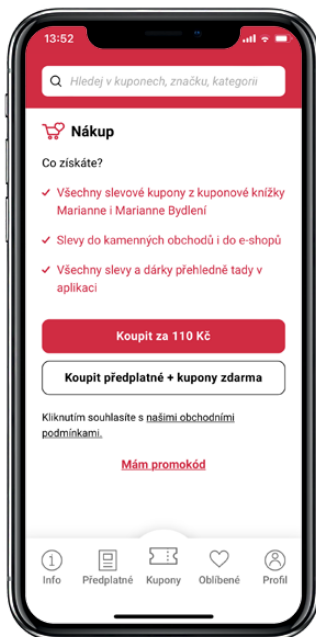 13:52
Hledej v kuponech, značku, kategorii
Nákup
Co získáte?
Všechny slevové kupony z kuponové knížky
Marianne i Marianne Bydlení
Slevy do kamenných obchodů i do e-shopů
Všechny slevy a dárky přehledně tady v
aplikaci
Koupit za 110 Kč
Koupit předplatné + kupony zdarma
Kliknutím souhlasíte s našimi obchodními
podmínkami.
Mám promokód
Info Předplatné Kupony Oblíbené Profil